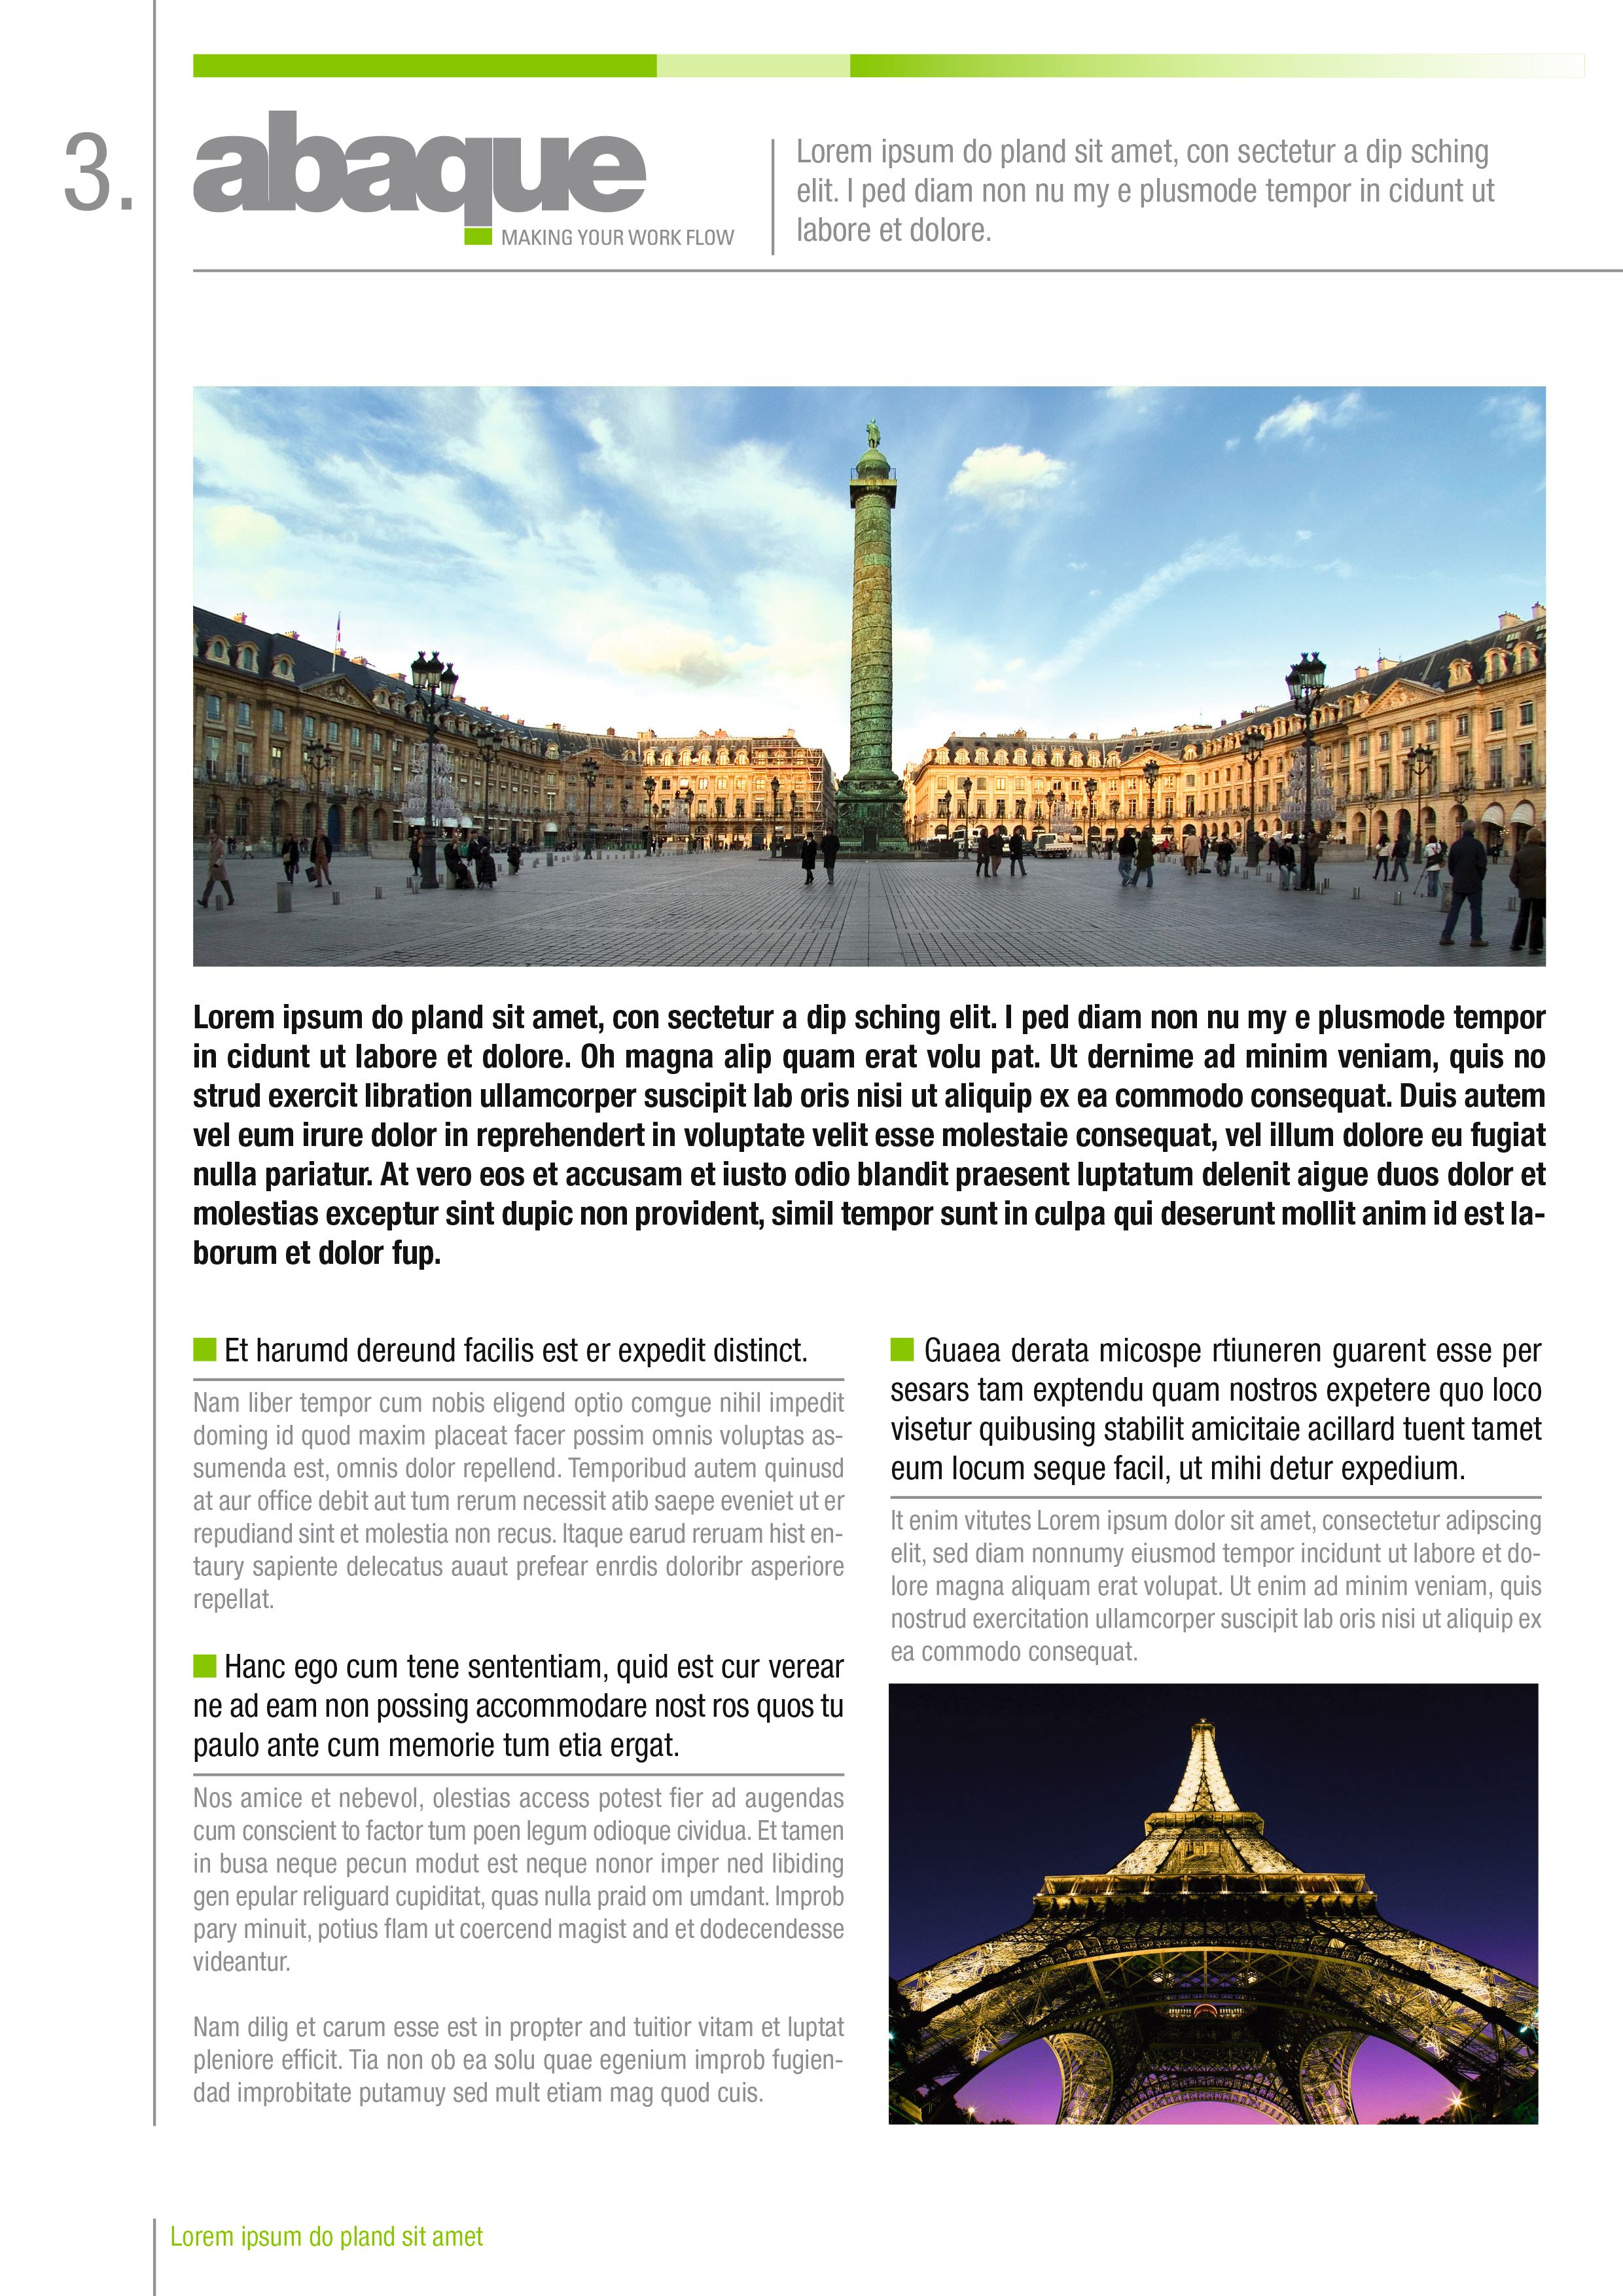 3.
abaque
MAKING YOUR WORK FLOW
Lorem ipsum do pland sit amet, con sectetur a dip sching
elit. I ped diam non nu my e plusmode tempor in cidunt ut
labore et dolore.
Lorem ipsum do pland sit amet, con sectetur a dip sching elit. I ped diam non nu my e plusmode tempor
in cidunt ut labore et dolore. Oh magna alip quam erat volu pat. Ut dernime ad minim veniam, quis no
strud exercit libration ullamcorper suscipit lab oris nisi ut aliquip ex ea commodo consequat. Duis autem
vel eum irure dolor in reprehendert in voluptate velit esse molestaie consequat, vel illum dolore eu fugiat
nulla pariatur. At vero eos et accusam et iusto odio blandit praesent luptatum delenit aigue duos dolor et
molestias exceptur sint dupic non provident, simil tempor sunt in culpa qui deserunt mollit anim id est la-
borum et dolor fup.
Et harumd dereund facilis est er expedit distinct.
Nam liber tempor cum nobis eligend optio comgue nihil impedit
doming id quod maxim placeat facer possim omnis voluptas as-
sumenda est, omnis dolor repellend. Temporibud autem quinusd
at aur office debit aut tum rerum necessit atib saepe eveniet ut er
repudiand sint et molestia non recus. Itaque earud reruam hist en-
taury sapiente delecatus auaut prefear enrdis doloribr asperiore
repellat.
Hanc ego cum tene sententiam, quid est cur verear
ne ad eam non possing accommodare nost ros quos tu
paulo ante cum memorie tum etia ergat.
Nos amice et nebevol, olestias access potest fier ad augendas
cum conscient to factor tum poen legum odioque cividua. Et tamen
in busa neque pecun modut est neque nonor imper ned libiding
gen epular religuard cupiditat, quas nulla praid om umdant. Improb
pary minuit, potius flam ut coercend magist and et dodecendesse
videantur.
Nam dilig et carum esse est in propter and tuitior vitam et luptat
pleniore efficit. Tia non ob ea solu quae egenium improb fugien-
dad improbitate putamuy sed mult etiam mag quod cuis.
Guaea derata micospe rtiuneren guarent esse per
sesars tam exptendu quam nostros expetere quo loco
visetur quibusing stabilit amicitaie acillard tuent tamet
eum locum seque facil, ut mihi detur expedium.
It enim vitutes Lorem ipsum dolor sit amet, consectetur adipscing
elit, sed diam nonnumy eiusmod tempor incidunt ut labore et do-
lore magna aliquam erat volupat. Ut enim ad minim veniam, quis
nostrud exercitation ullamcorper suscipit lab oris nisi ut aliquip ex
ea commodo consequat.
Lorem ipsum do pland sit amet